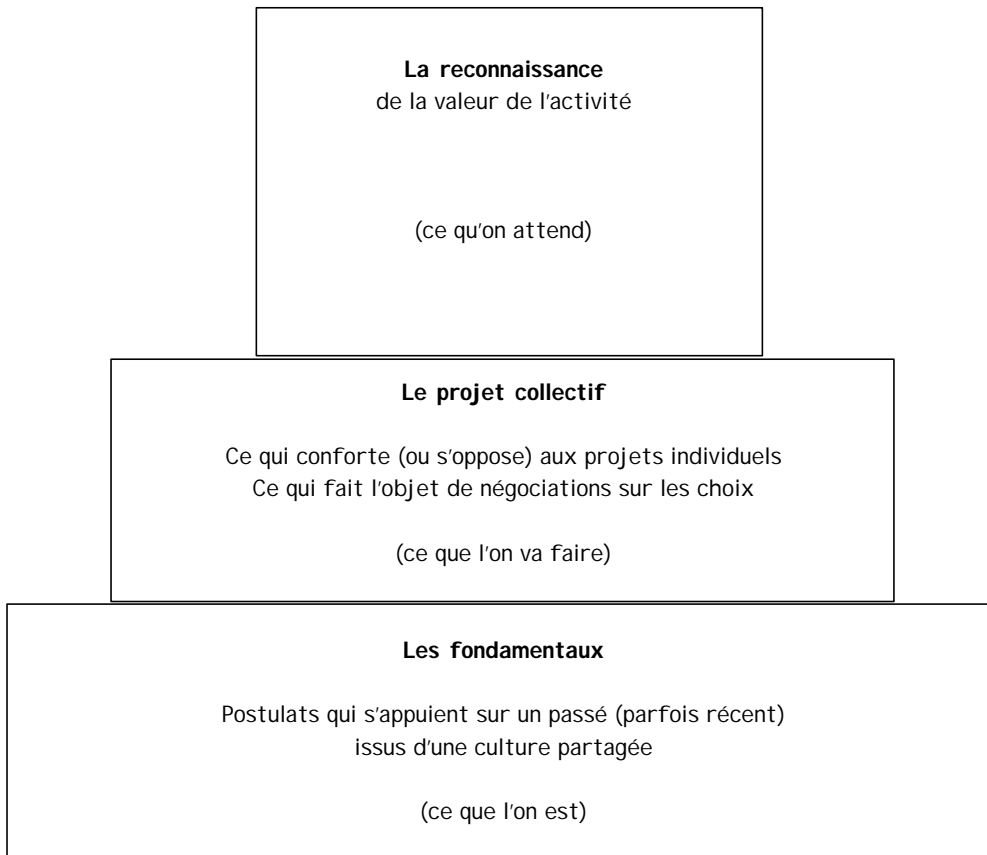 La reconnaissance
de la valeur de l'activité
(ce qu'on attend)
Le projet collectif
Ce qui conforte (ou s'oppose) aux projets individuels
Ce qui fait l'objet de négociations sur les choix
(ce que l'on va faire)
Les fondamentaux
Postulats qui s'appuient sur un passé (parfois récent)
issus d'une culture partagée
(ce que l'on est)